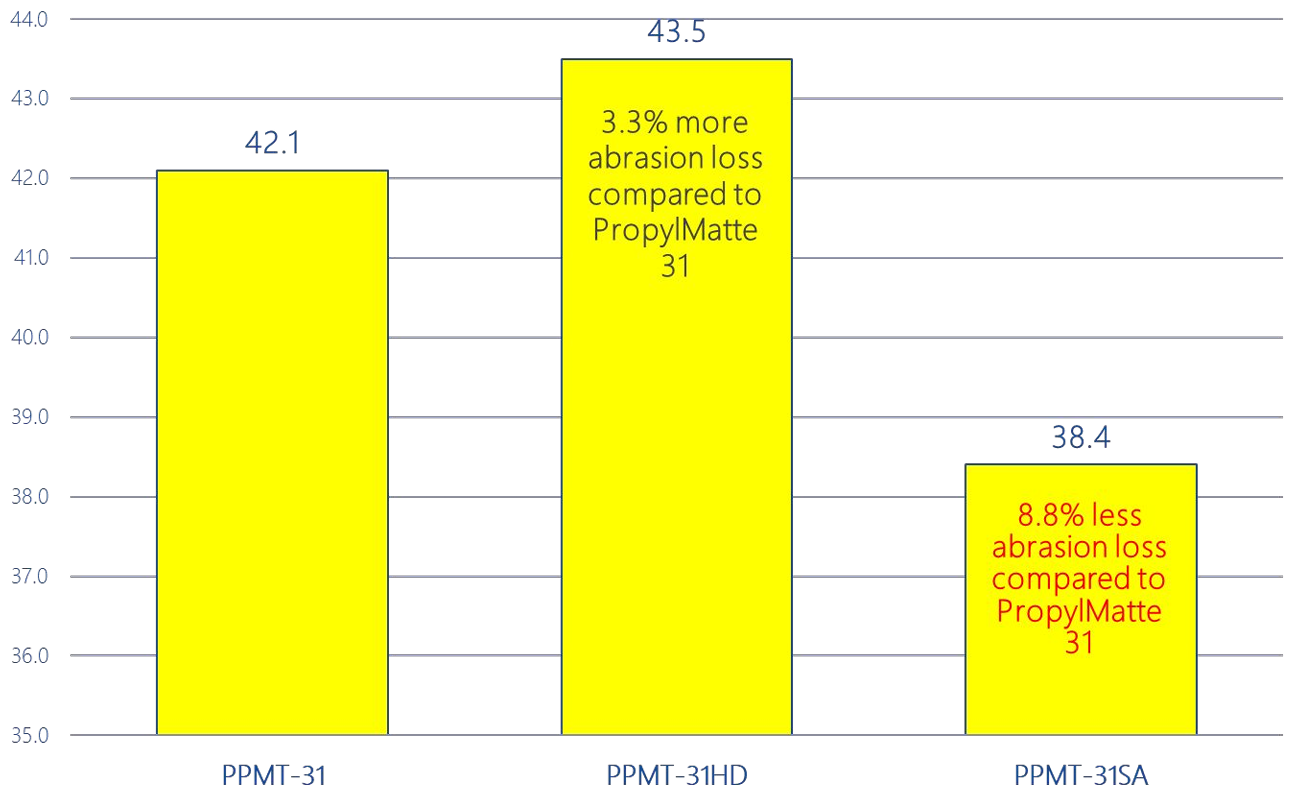 44.0
43.0
42.0
41.0
40.0
39.0
38.0
37.0
36.0
35.0
42.1
43.5
3.3% more
abrasion loss
compared to
PropylMatte
31
38.4
8.8% less
abrasion loss
compared to
PropylMatte
31
PPMT-31
PPMT-31HD
PPMT-31SA